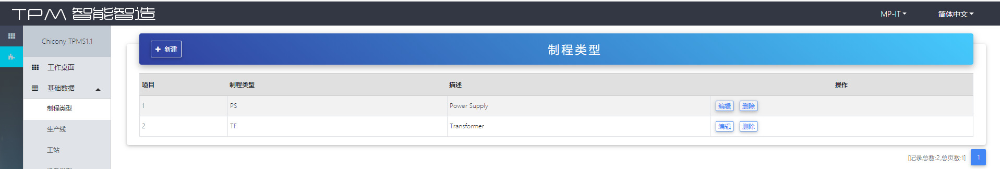 TPM 智能智造
MP-IT
简体中文
Chicony TPMS1.1
工作桌面
基础数据
制程类型
生产线
工站
新建
制程类型
项目 制程类型 描述 操作
1 PS Power Supply 编辑 删除
2 TF Transformer 编辑 删除
[记录总数:2,总页数:1] 1